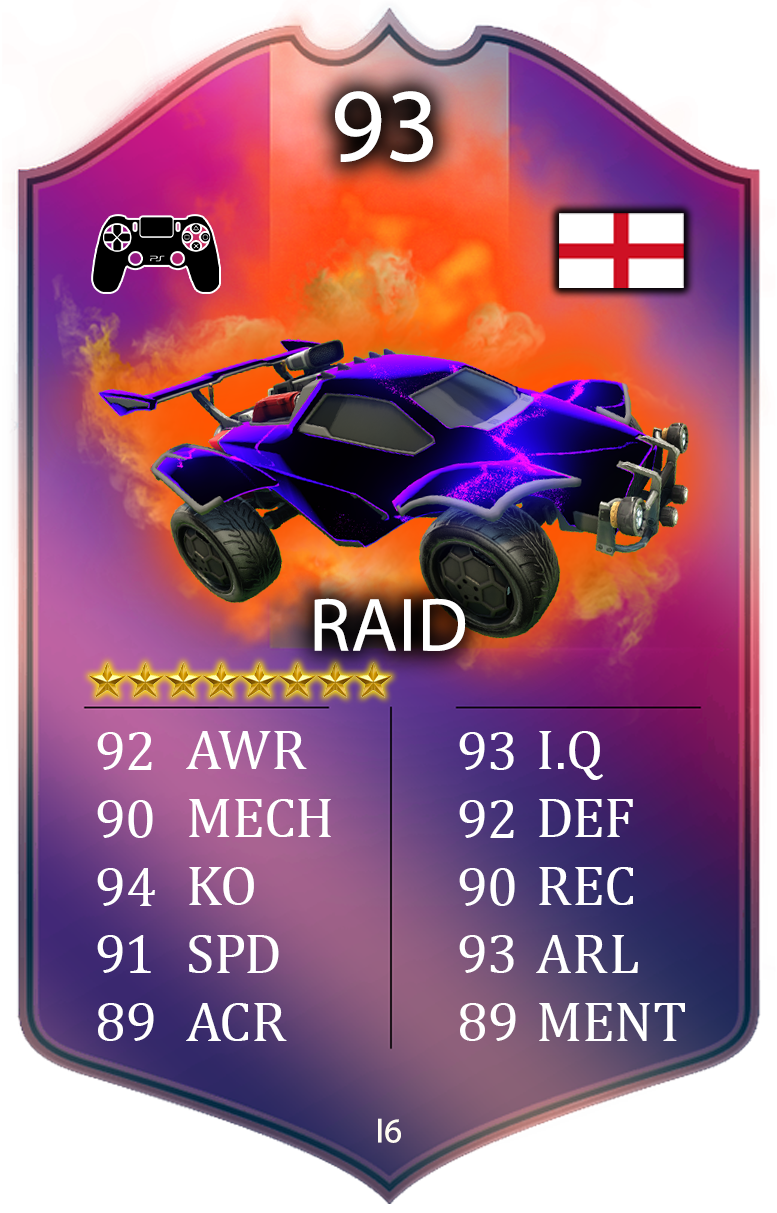 93
PS
RAID
92 AWR
90 MECH
94 KO
91 SPD
89 ACR
93 I.Q
92 DEF
90 REC
93 ARL
89 MENT
I6